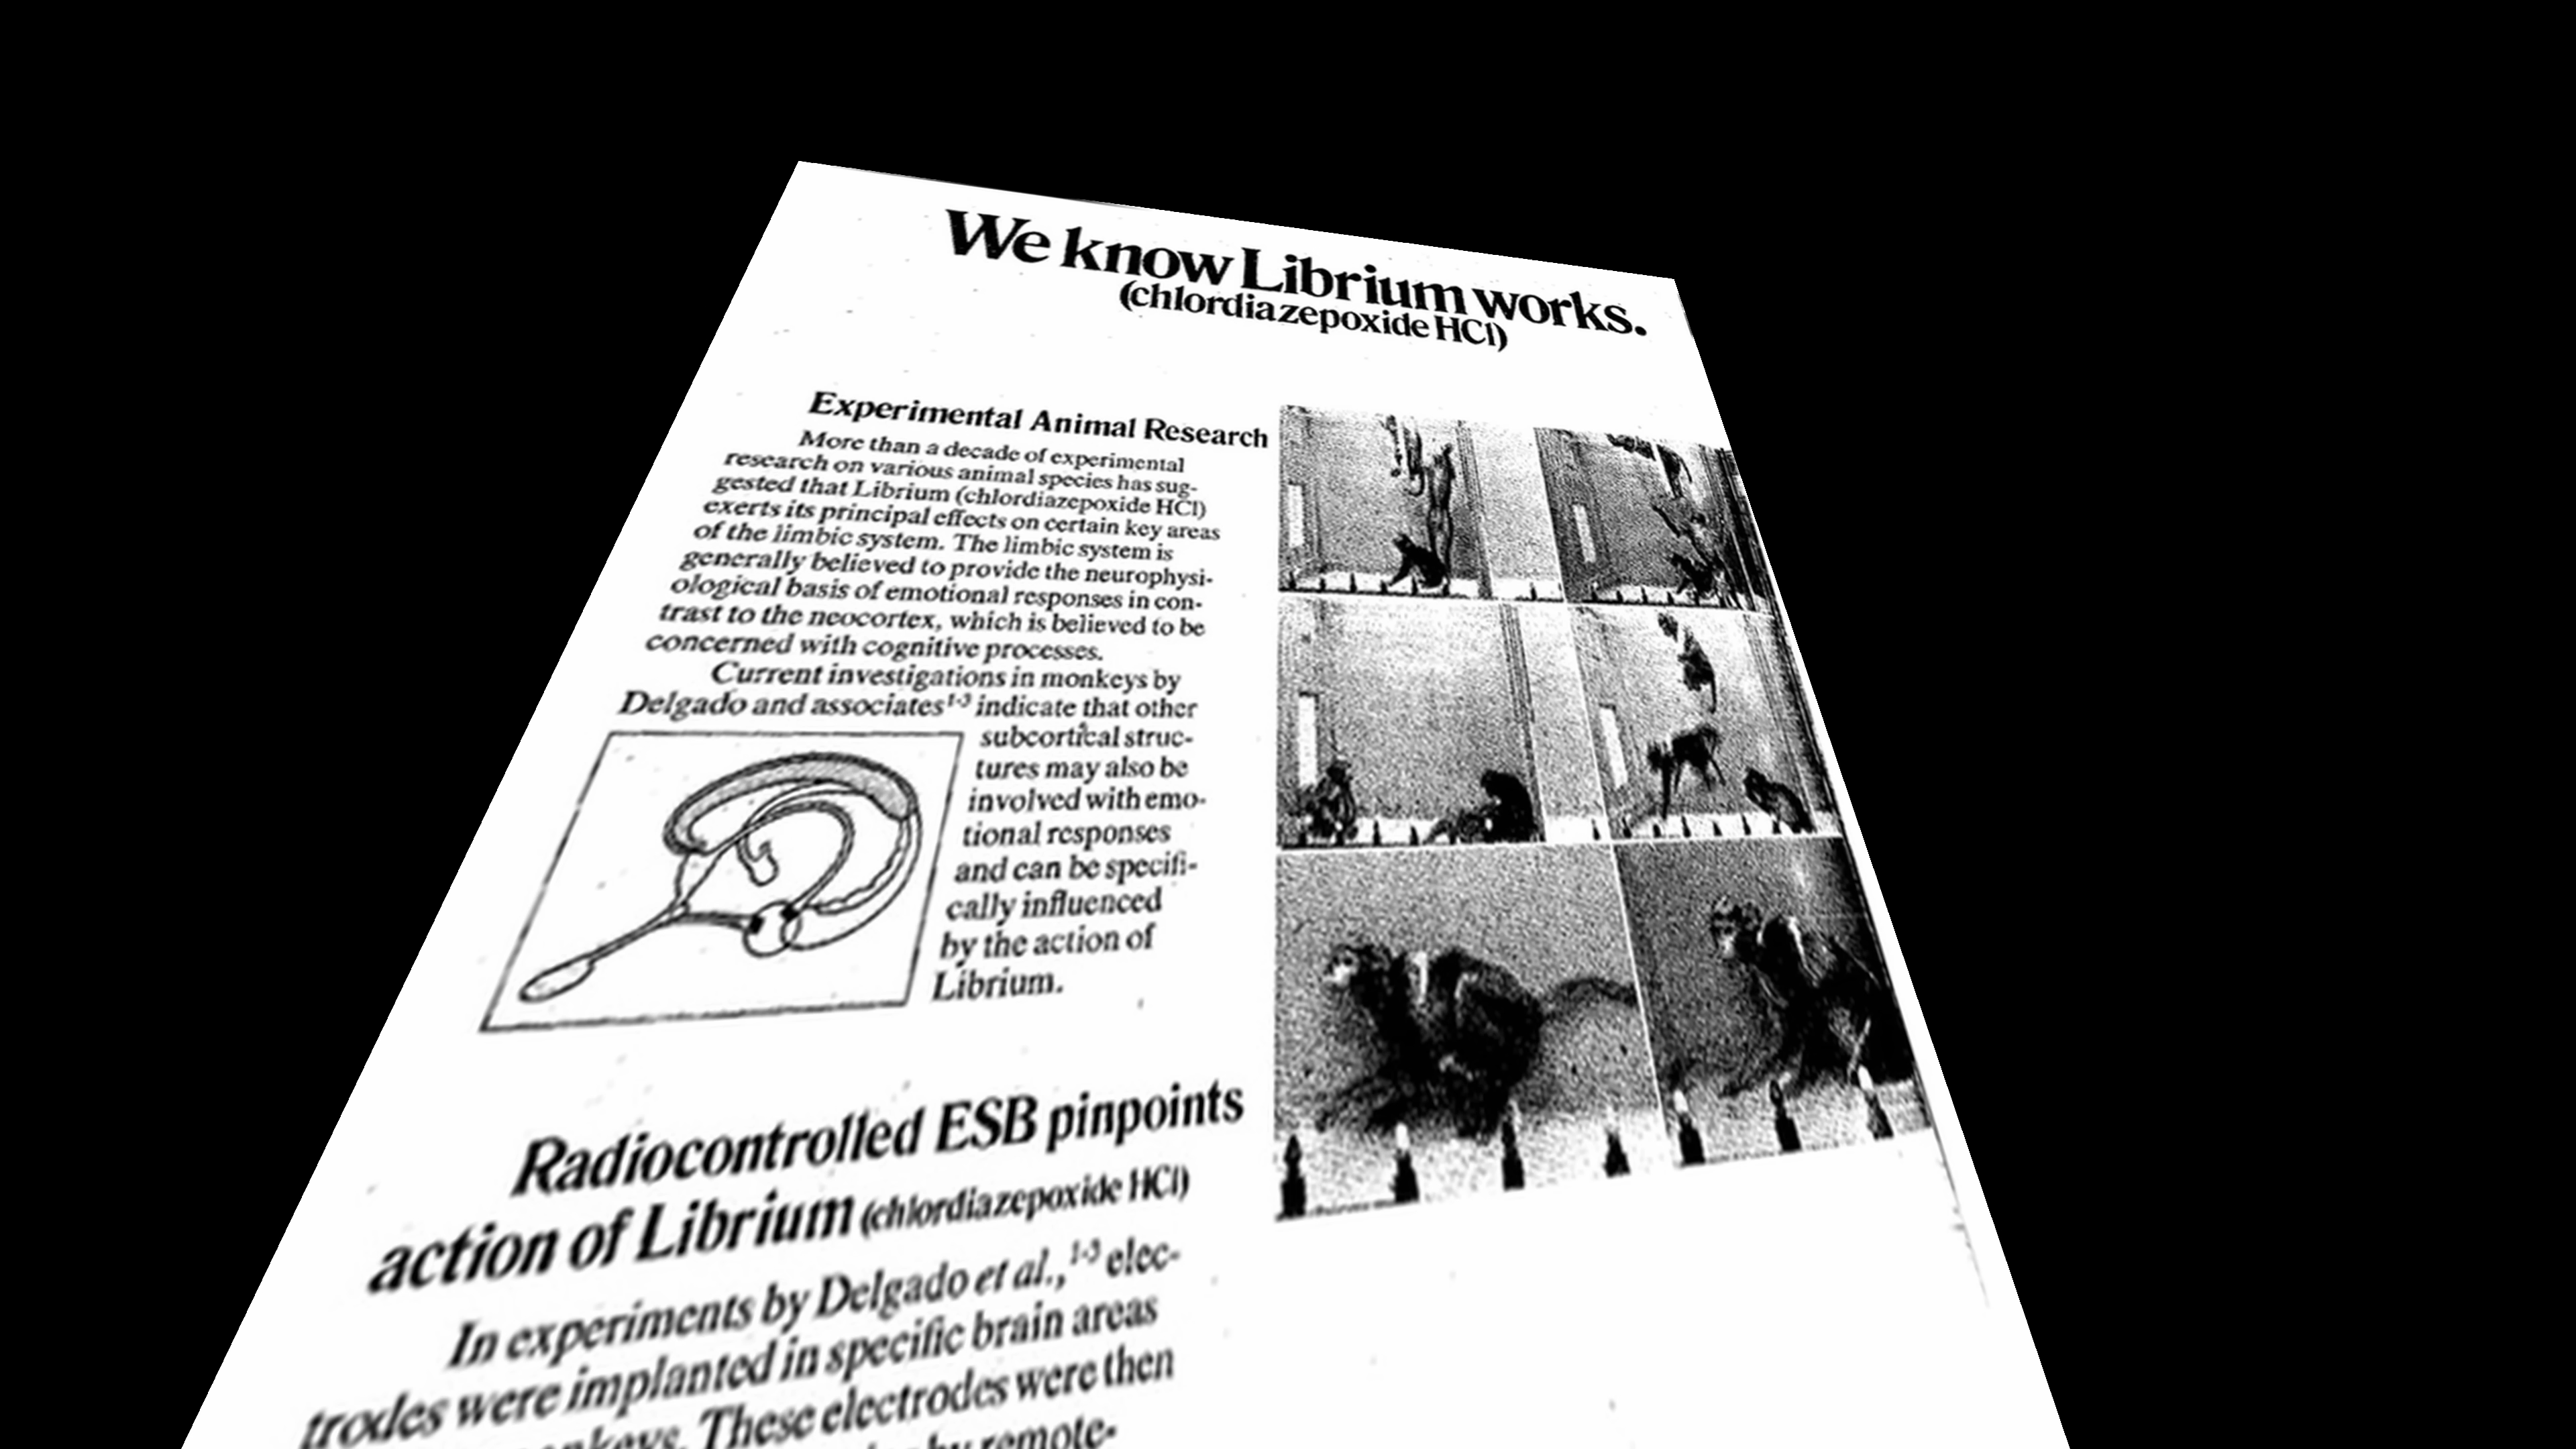 We know Librium works.
(chlordiazepoxide HCl)
Experimental Animal Research
More than a decade of experimental
research on various animal species has sug-
gested that Librium (chlordiazepoxide HCl)
exerts its principal effects on certain key areas
of the limbic system. The limbic system is
generally believed to provide the neurophysi-
ological basis of emotional responses in con-
trast to the neocortex, which is believed to be
concerned with cognitive processes.
Current investigations in monkeys by
Delgado and associates1-3 indicate that other
subcortical struc-
tures may also be
involved with emo-
tional responses
and can be specifi-
cally influenced
by the action of
Librium.
Radiocontrolled ESB pinpoints
action of Librium (chlordiazepoxide HCl)
In experiments by Delgado et al.,1-3 elec-
trodes were implanted in specific brain areas
These electrodes were then
by remote-